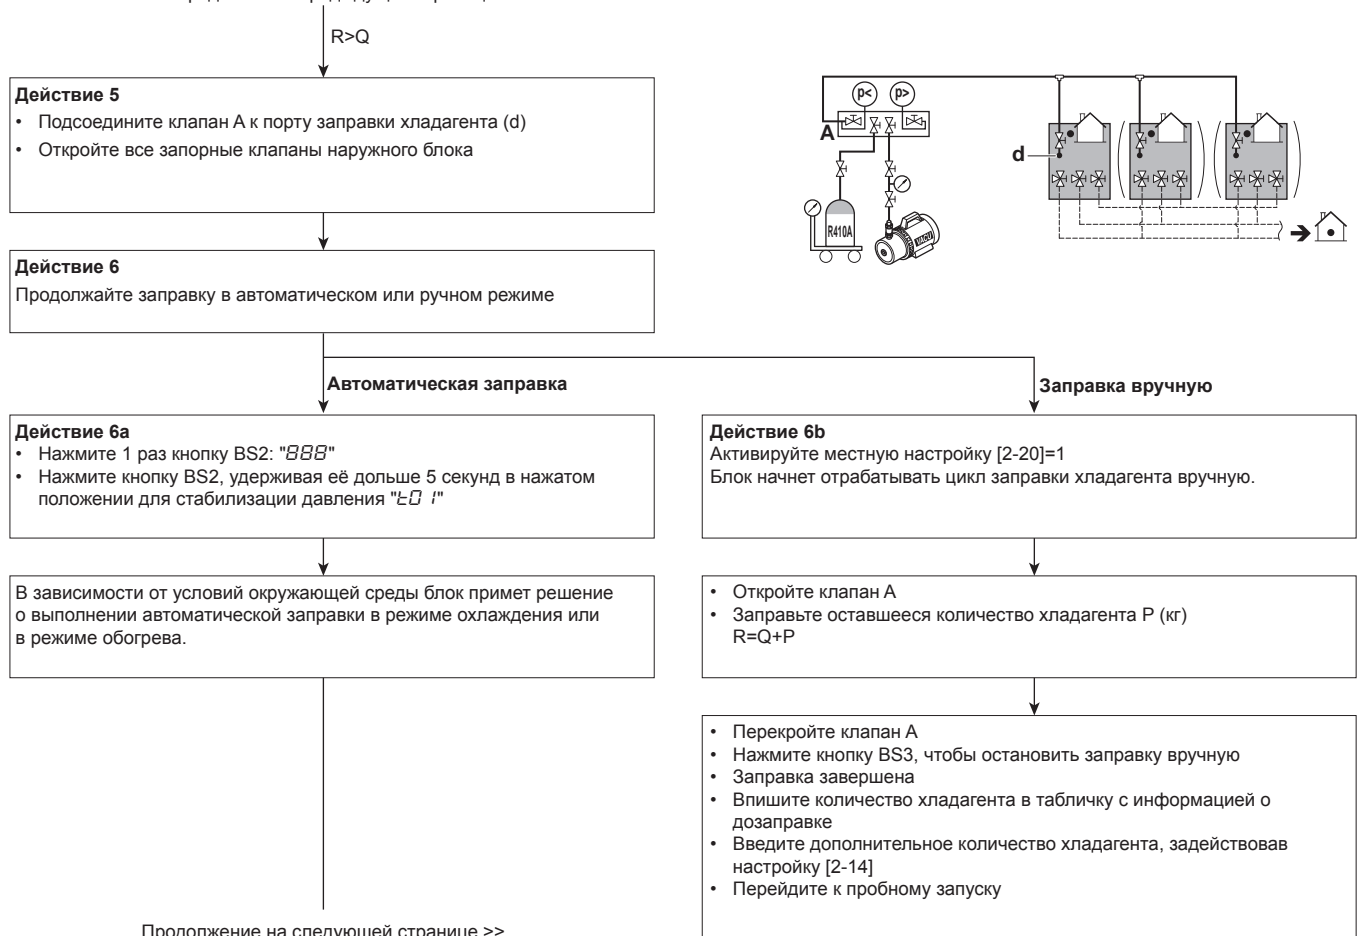 R>Q
Действие 5
• Подсоедините клапан A к порту заправки хладагента (d)
• Откройте все запорные клапаны наружного блока
p<
p>
A
d
R410A
VACU
Действие 6
Продолжайте заправку в автоматическом или ручном режиме
Автоматическая заправка
Заправка вручную
Действие 6a
• Нажмите 1 раз кнопку BS2: "888"
• Нажмите кнопку BS2, удерживая её дольше 5 секунд в нажатом
положении для стабилизации давления "t01"
Действие 6b
Активируйте местную настройку [2-20]=1
Блок начнет отрабатывать цикл заправки хладагента вручную.
В зависимости от условий окружающей среды блок примет решение
о выполнении автоматической заправки в режиме охлаждения или
в режиме обогрева.
• Откройте клапан A
• Заправьте оставшееся количество хладагента P (кг)
R=Q+P
• Перекройте клапан A
• Нажмите кнопку BS3, чтобы остановить заправку вручную
• Заправка завершена
• Впишите количество хладагента в табличку с информацией о
дозаправке
• Введите дополнительное количество хладагента, задействовав
настройку [2-14]
• Перейдите к пробному запуску
Продолжение на следующей странице >>